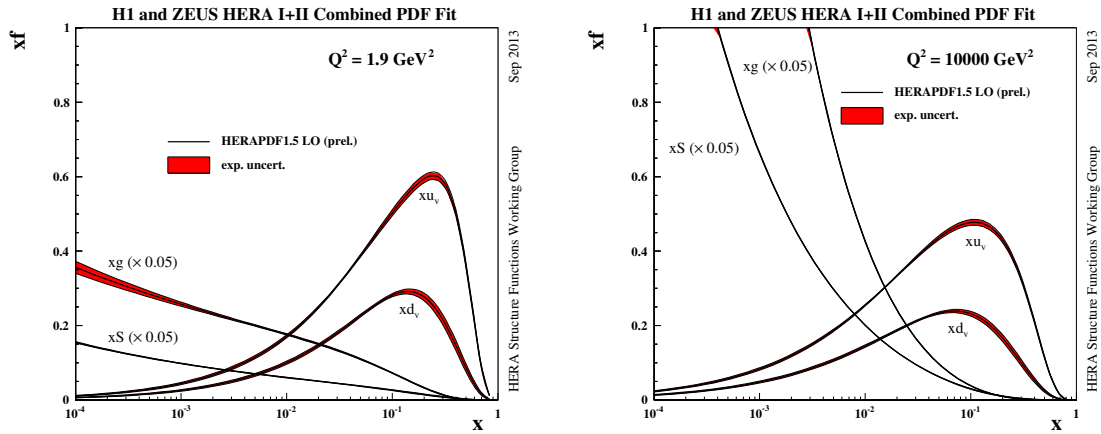 H1 and ZEUS HERA I+II Combined PDF Fit
xf
1
0.8
0.6
0.4
0.2
0
Q² = 1.9 GeV²
HERAPDF1.5 LO (prel.)
exp. uncert.
xuᵥ
xg (× 0.05)
xdᵥ
xS (× 0.05)
10⁻⁴
10⁻³
10⁻²
10⁻¹
1
x
HERA Structure Functions Working Group Sep 2013
H1 and ZEUS HERA I+II Combined PDF Fit
xf
1
0.8
0.6
0.4
0.2
0
Q² = 10000 GeV²
xg (× 0.05)
HERAPDF1.5 LO (prel.)
exp. uncert.
xS (× 0.05)
xuᵥ
xdᵥ
10⁻⁴
10⁻³
10⁻²
10⁻¹
1
x
HERA Structure Functions Working Group Sep 2013